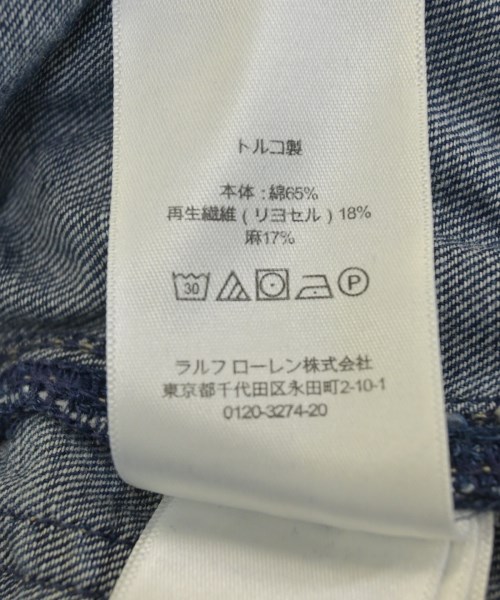 トルコ製
本体 : 綿65%
再生繊維 ( リヨセル ) 18%
麻17%
30 P
ラルフ ローレン株式会社
東京都千代田区永田町2-10-1
0120-3274-20